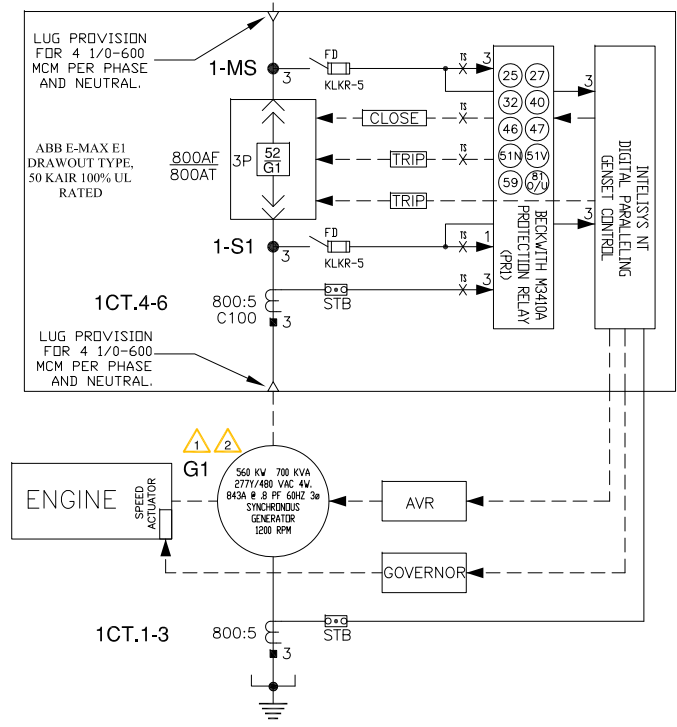 LUG PROVISION
FOR 4 1/0-600
MCM PER PHASE
AND NEUTRAL.
1-MS
3
FD
KLKR-5
TS
3
25 27
32 40
46 47
51N 51V
59 81 O/U
BECKWITH M3410A
PROTECTION RELAY
(PR1)
3
INTELISYS NT
DIGITAL PARALLELING
GENSET CONTROL
ABB E-MAX E1
DRAWOUT TYPE,
50 KAIR 100% UL
RATED
800AF
800AT
3P
52
G1
CLOSE
TS
TRIP
TS
TRIP
3
1-S1
3
FD
KLKR-5
TS
1
1CT.4-6
800:5
C100
3
STB
TS
3
LUG PROVISION
FOR 4 1/0-600
MCM PER PHASE
AND NEUTRAL.
1
2
G1
ENGINE
SPEED
ACTUATOR
560 KW 700 KVA
277Y/480 VAC 4W.
843A @ .8 PF 60HZ 3ø
SYNCHRONOUS
GENERATOR
1200 RPM
AVR
GOVERNOR
1CT.1-3
800:5
3
STB